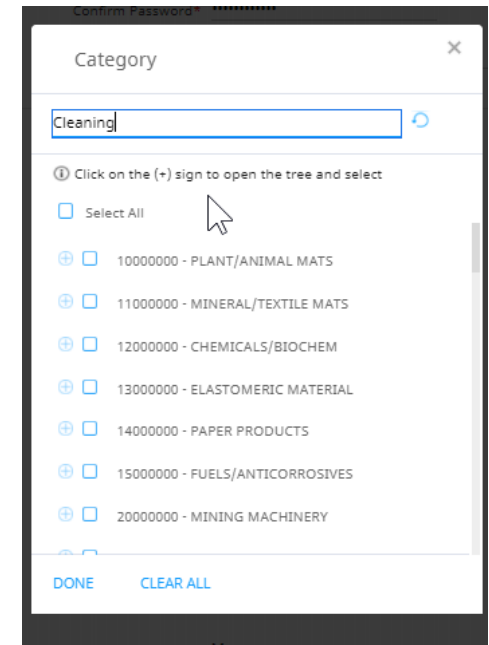 Confirm Password*
Category
Cleaning
Click on the (+) sign to open the tree and select
Select All
10000000 - PLANT/ANIMAL MATS
11000000 - MINERAL/TEXTILE MATS
12000000 - CHEMICALS/BIOCHEM
13000000 - ELASTOMERIC MATERIAL
14000000 - PAPER PRODUCTS
15000000 - FUELS/ANTICORROSIVES
20000000 - MINING MACHINERY
DONE CLEAR ALL